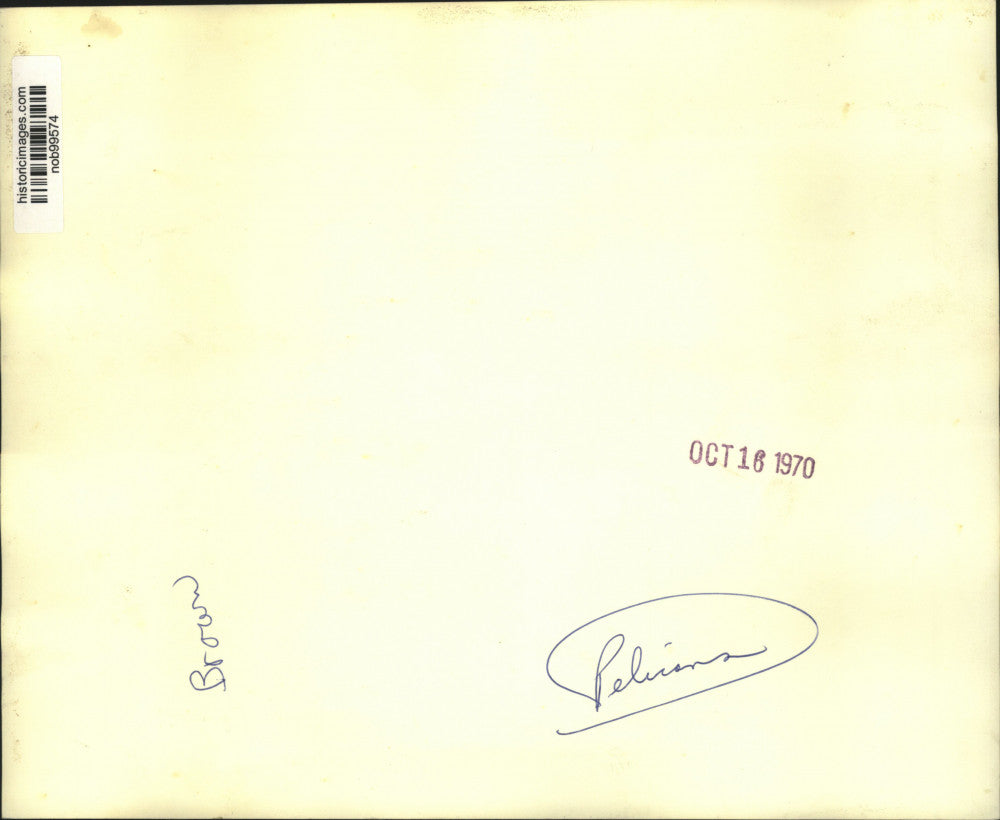 historicimages.com
nob99574
OCT 16 1970
Brown
Pelicans